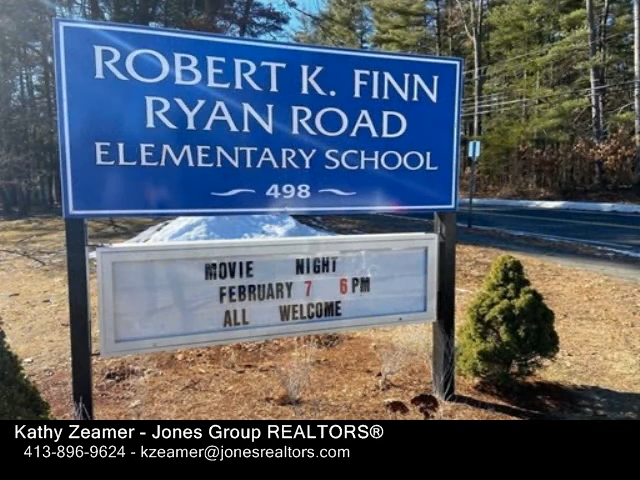 ROBERT K. FINN
RYAN ROAD
ELEMENTARY SCHOOL
498
MOVIE NIGHT
FEBRUARY 7 6 PM
ALL WELCOME
Kathy Zeamer - Jones Group REALTORS®
413-896-9624 - kzeamer@jonesrealtors.com